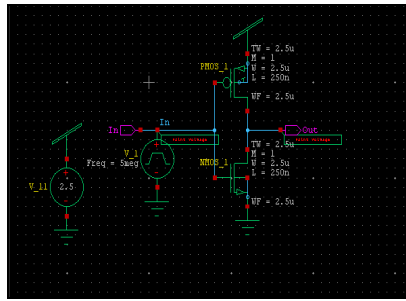 TW = 2.5u
M = 1
PMOS_1
W = 2.5u
L = 250n
WF = 2.5u
In
In
Out
V_1
Freq = 5meg
TW = 2.5u
M = 1
NMOS_1
W = 2.5u
L = 250n
V_11
2.5
WF = 2.5u